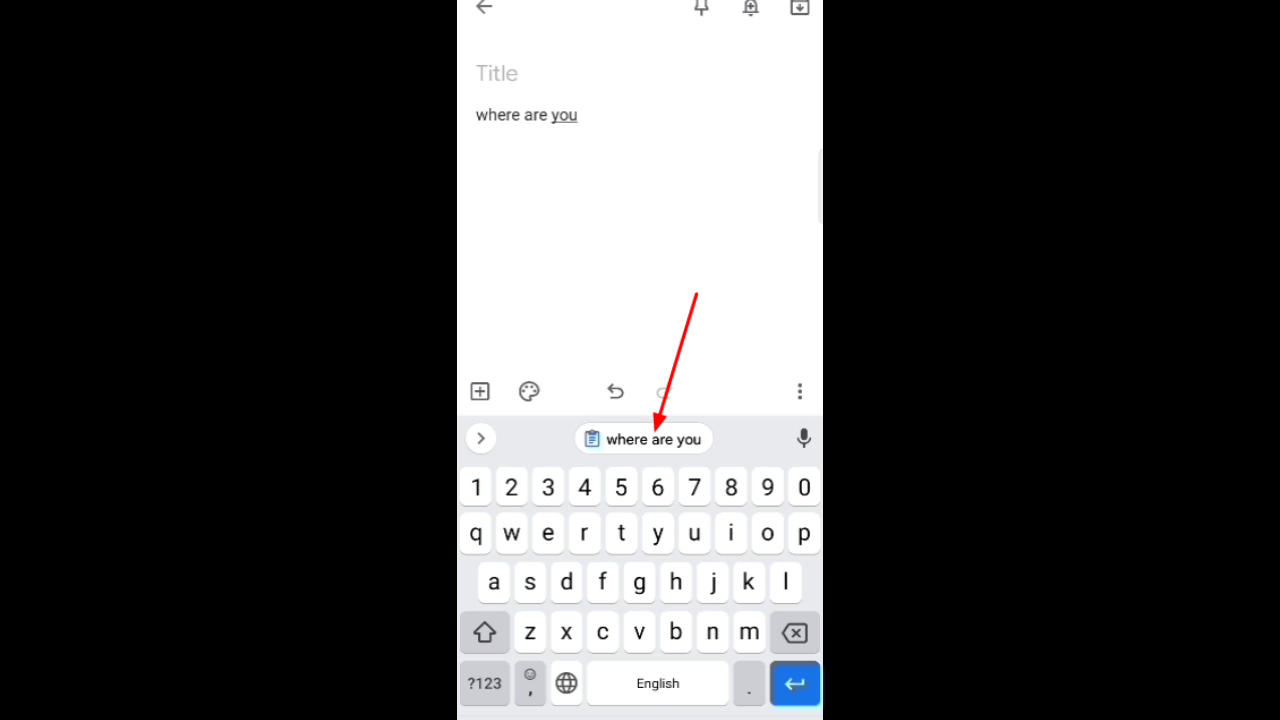 Title
where are you
where are you
1 2 3 4 5 6 7 8 9 0
q w e r t y u i o p
a s d f g h j k l
z x c v b n m
?123 , English .